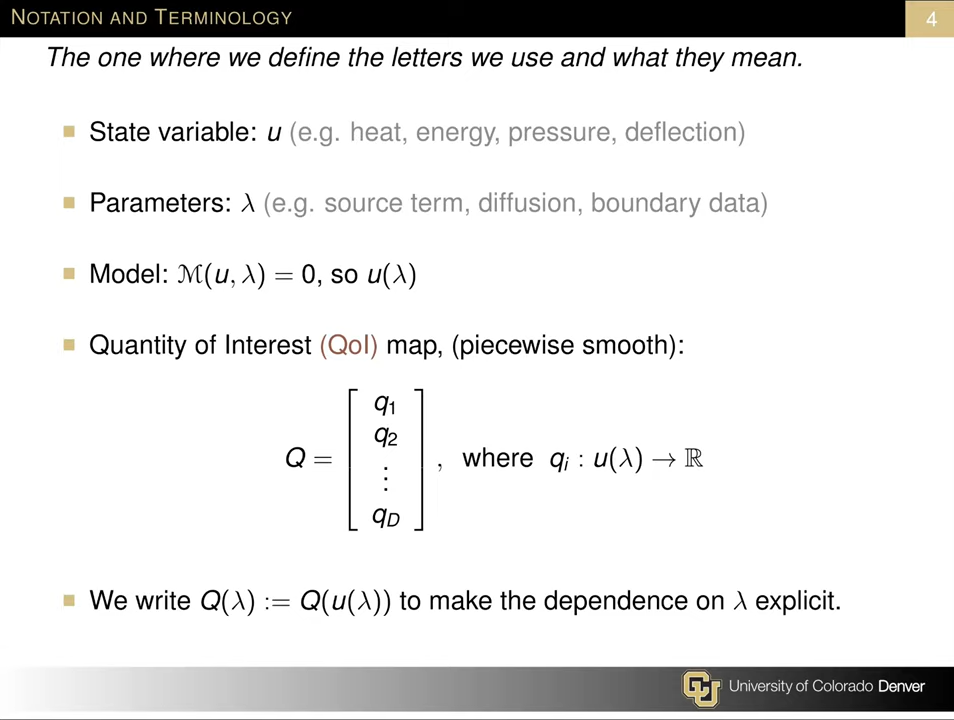 NOTATION AND TERMINOLOGY 4
The one where we define the letters we use and what they mean.
State variable: u (e.g. heat, energy, pressure, deflection)
Parameters: λ (e.g. source term, diffusion, boundary data)
Model: ℳ(u, λ) = 0, so u(λ)
Quantity of Interest (QoI) map, (piecewise smooth):
q₁
q₂
Q = ⋮ , where qᵢ : u(λ) → ℝ
q_D
We write Q(λ) := Q(u(λ)) to make the dependence on λ explicit.
CU University of Colorado Denver